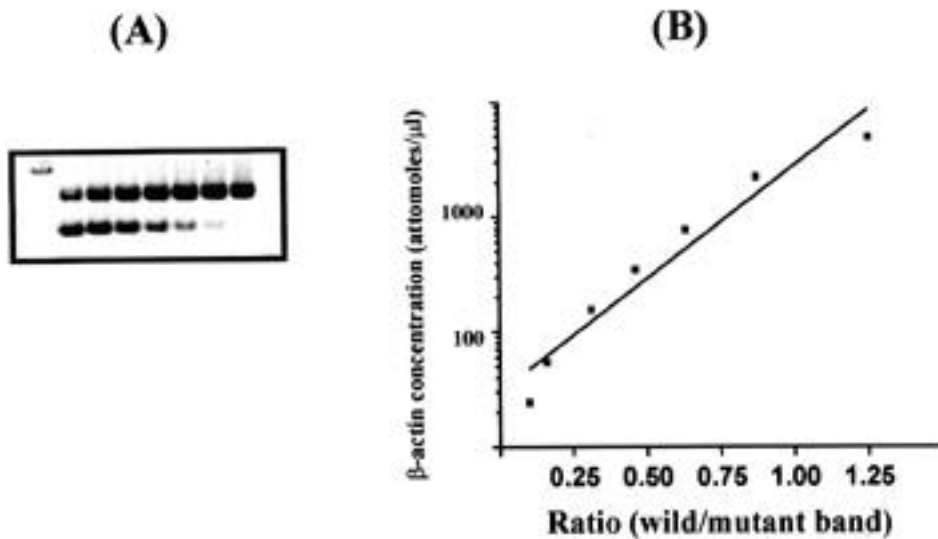 (A)
(B)
β-actin concentration (attomoles/μl)
1000
100
0.25 0.50 0.75 1.00 1.25
Ratio (wild/mutant band)